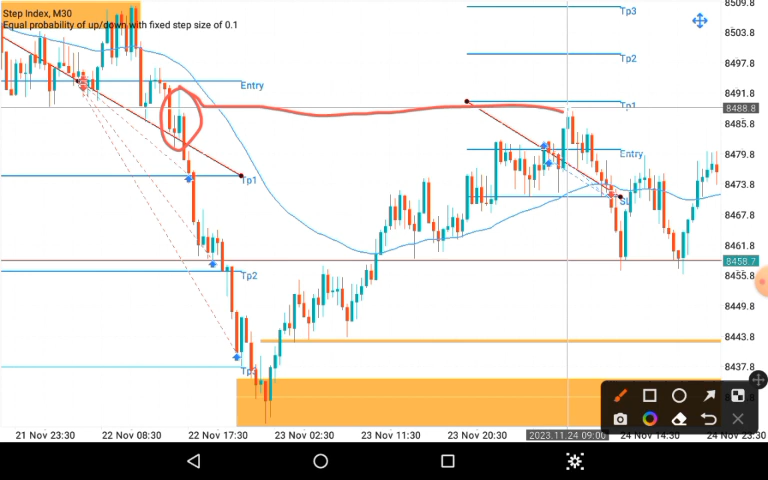 Step Index, M30
Equal probability of up/down with fixed step size of 0.1
Tp3
Tp2
Tp1
Entry
SL
Entry
Tp1
Tp2
8509.8
8503.8
8497.8
8491.8
8488.8
8485.8
8479.8
8473.8
8467.8
8461.8
8458.7
8455.8
8449.8
8443.8
8437.8
21 Nov 23:30
22 Nov 08:30
22 Nov 17:30
23 Nov 02:30
23 Nov 11:30
23 Nov 20:30
2023.11.24 09:00
24 Nov 14:30
24 Nov 23:30